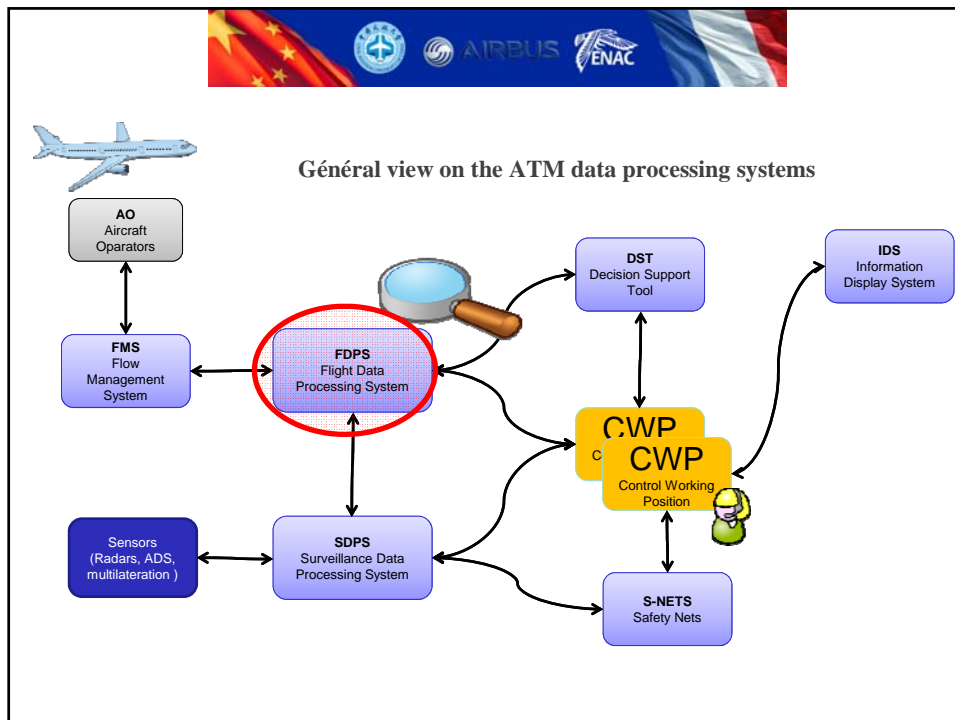 AIRBUS
ENAC
Général view on the ATM data processing systems
AO
Aircraft
Oparators
DST
Decision Support
Tool
IDS
Information
Display System
FMS
Flow
Management
System
FDPS
Flight Data
Processing System
CWP
C
CWP
Control Working
Position
Sensors
(Radars, ADS,
multilateration )
SDPS
Surveillance Data
Processing System
S-NETS
Safety Nets